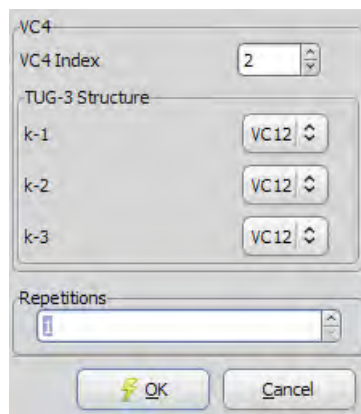 VC4
VC4 Index 2
TUG-3 Structure
k-1 VC12
k-2 VC12
k-3 VC12
Repetitions
1
OK Cancel